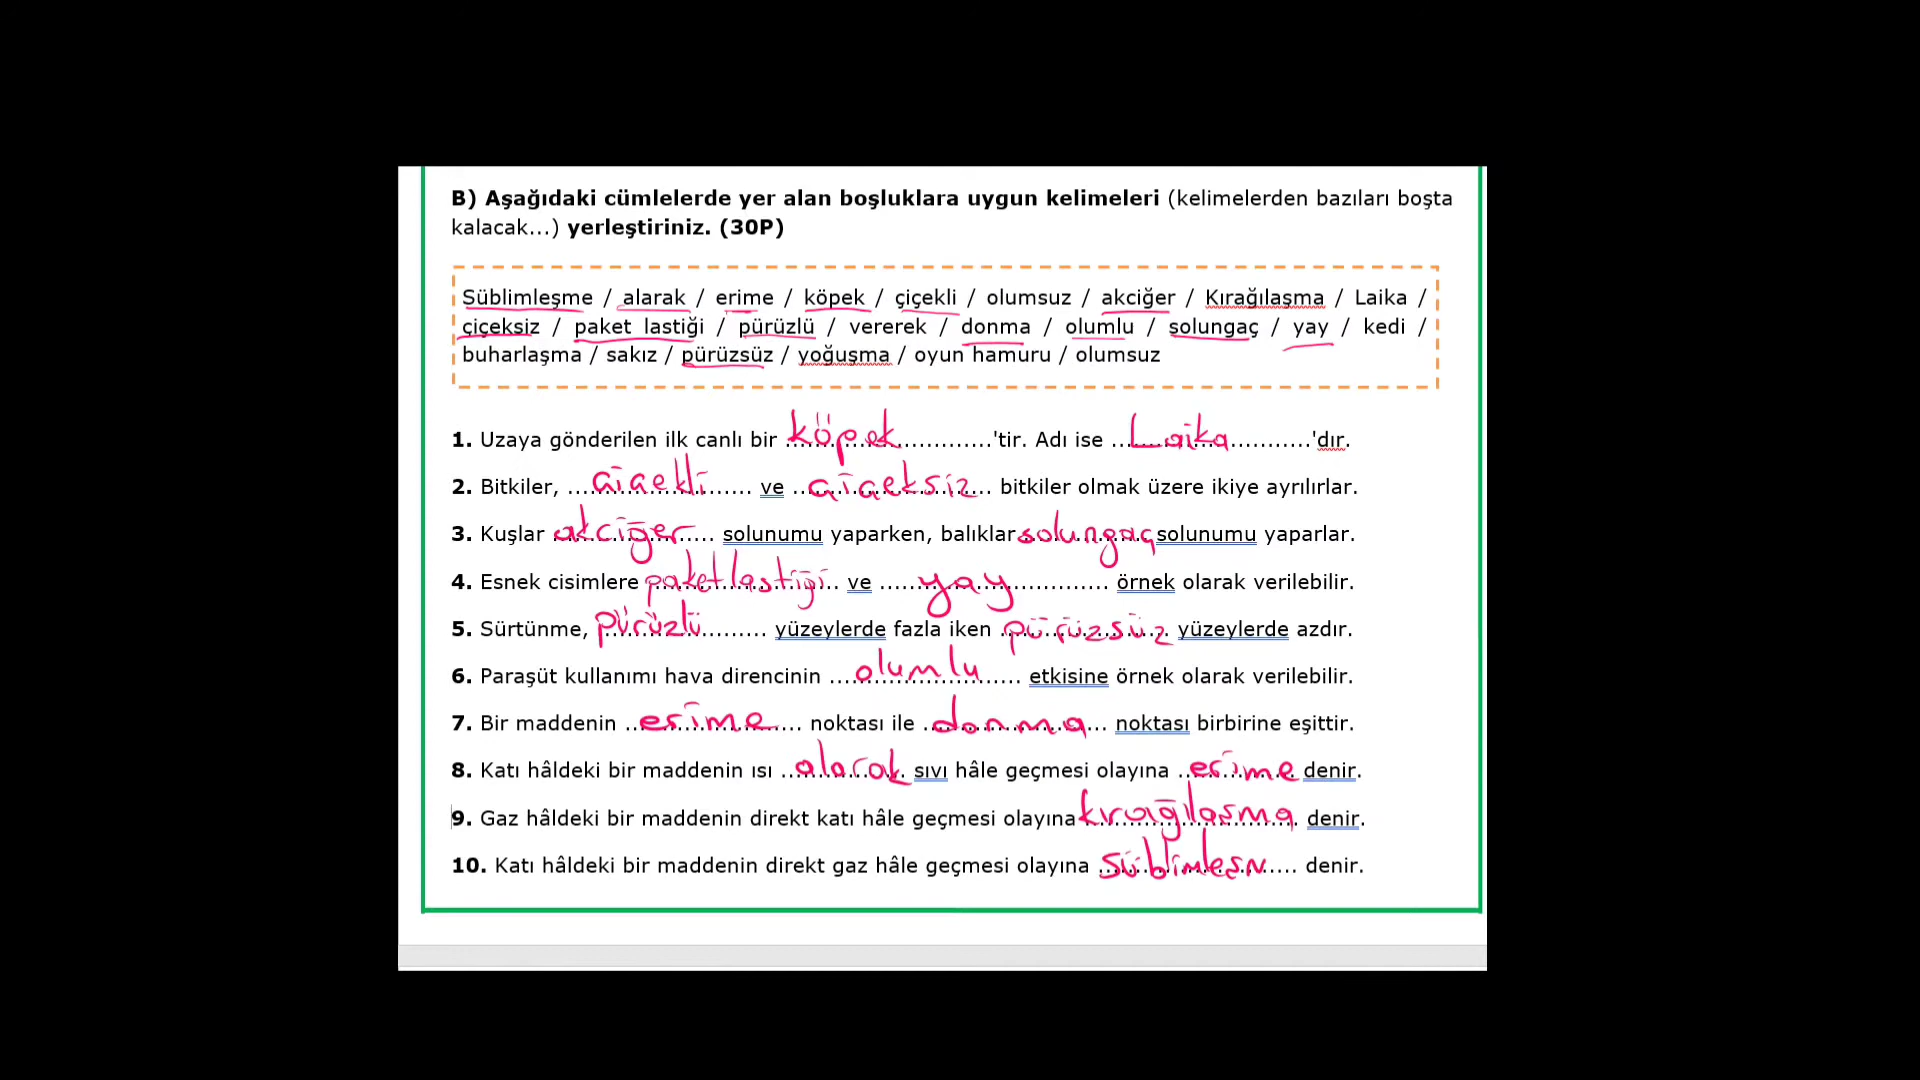 B) Aşağıdaki cümlelerde yer alan boşluklara uygun kelimeleri (kelimelerden bazıları boşta
kalacak...) yerleştiriniz. (30P)
Süblimleşme / alarak / erime / köpek / çiçekli / olumsuz / akciğer / Kırağılaşma / Laika /
çiçeksiz / paket lastiği / pürüzlü / vererek / donma / olumlu / solungaç / yay / kedi /
buharlaşma / sakız / pürüzsüz / yoğuşma / oyun hamuru / olumsuz
1. Uzaya gönderilen ilk canlı bir köpek 'tir. Adı ise Laika 'dır.
2. Bitkiler, çiçekli ve çiçeksiz bitkiler olmak üzere ikiye ayrılırlar.
3. Kuşlar akciğer solunumu yaparken, balıklar solungaç solunumu yaparlar.
4. Esnek cisimlere paket lastiği ve yay örnek olarak verilebilir.
5. Sürtünme, pürüzlü yüzeylerde fazla iken pürüzsüz yüzeylerde azdır.
6. Paraşüt kullanımı hava direncinin olumlu etkisine örnek olarak verilebilir.
7. Bir maddenin erime noktası ile donma noktası birbirine eşittir.
8. Katı hâldeki bir maddenin ısı alarak sıvı hâle geçmesi olayına erime denir.
9. Gaz hâldeki bir maddenin direkt katı hâle geçmesi olayına kırağılaşma denir.
10. Katı hâldeki bir maddenin direkt gaz hâle geçmesi olayına süblimleşm denir.